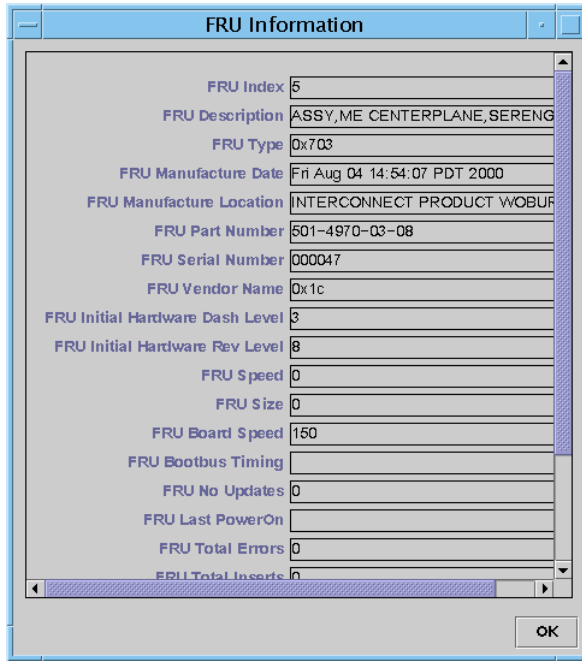 FRU Information
FRU Index 5
FRU Description ASSY,ME CENTERPLANE,SERENG
FRU Type 0x703
FRU Manufacture Date Fri Aug 04 14:54:07 PDT 2000
FRU Manufacture Location INTERCONNECT PRODUCT WOBUR
FRU Part Number 501-4970-03-08
FRU Serial Number 000047
FRU Vendor Name 0x1c
FRU Initial Hardware Dash Level 3
FRU Initial Hardware Rev Level 8
FRU Speed 0
FRU Size 0
FRU Board Speed 150
FRU Bootbus Timing
FRU No Updates 0
FRU Last PowerOn
FRU Total Errors 0
FRU Total Inserts 0
OK